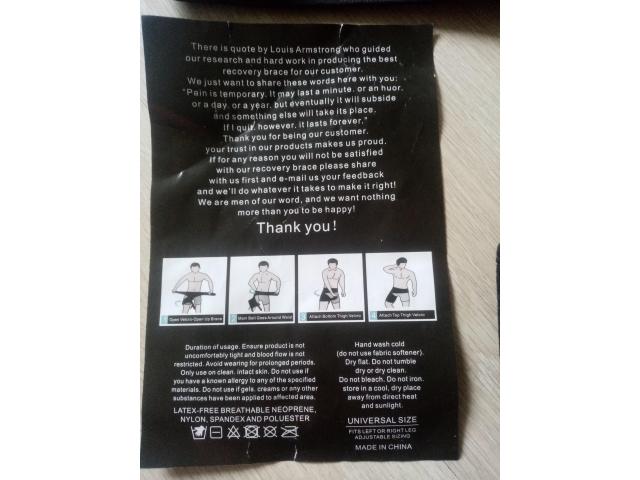 There is quote by Louis Armstrong who guided
our research and hard work in producing the best
recovery brace for our customer.
We just want to share these words here with you:
"Pain is temporary. It may last a minute. or an huor.
or a day. or a year. but eventually it will subside
and something else will take its place.
If I quit. however. it lasts forever."
Thank you for being our customer.
your trust in our products makes us proud.
If for any reason you will not be satisfied
with our recovery brace please share
with us first and e-mail us your feedback
and we'll do whatever it takes to make it right!
We are men of our word, and we want nothing
more than you to be happy!
Thank you!
1 Open Velcro-Open Up Brace
2 Main Belt Goes Around Waist
3 Attach Bottom Thigh Velcro
4 Attach Top Thigh Velcro
Duration of usage. Ensure product is not
uncomfortably tight and blood flow is not
restricted. Avoid wearing for prolonged periods.
Only use on clean. intact skin. Do not use if
you have a known allergy to any of the specified
materials. Do not use if gels. creams or any other
substances have been applied to affected area.
LATEX-FREE BREATHABLE NEOPRENE,
NYLON, SPANDEX AND POLUESTER
Hand wash cold
(do not use fabric softener).
Dry flat. Do not tumble
dry or dry clean.
Do not bleach. Do not iron.
store in a cool, dry place
away from direct heat
and sunlight.
UNIVERSAL SIZE
FITS LEFT OR RIGHT LEG
ADJUSTABLE SIZING
MADE IN CHINA